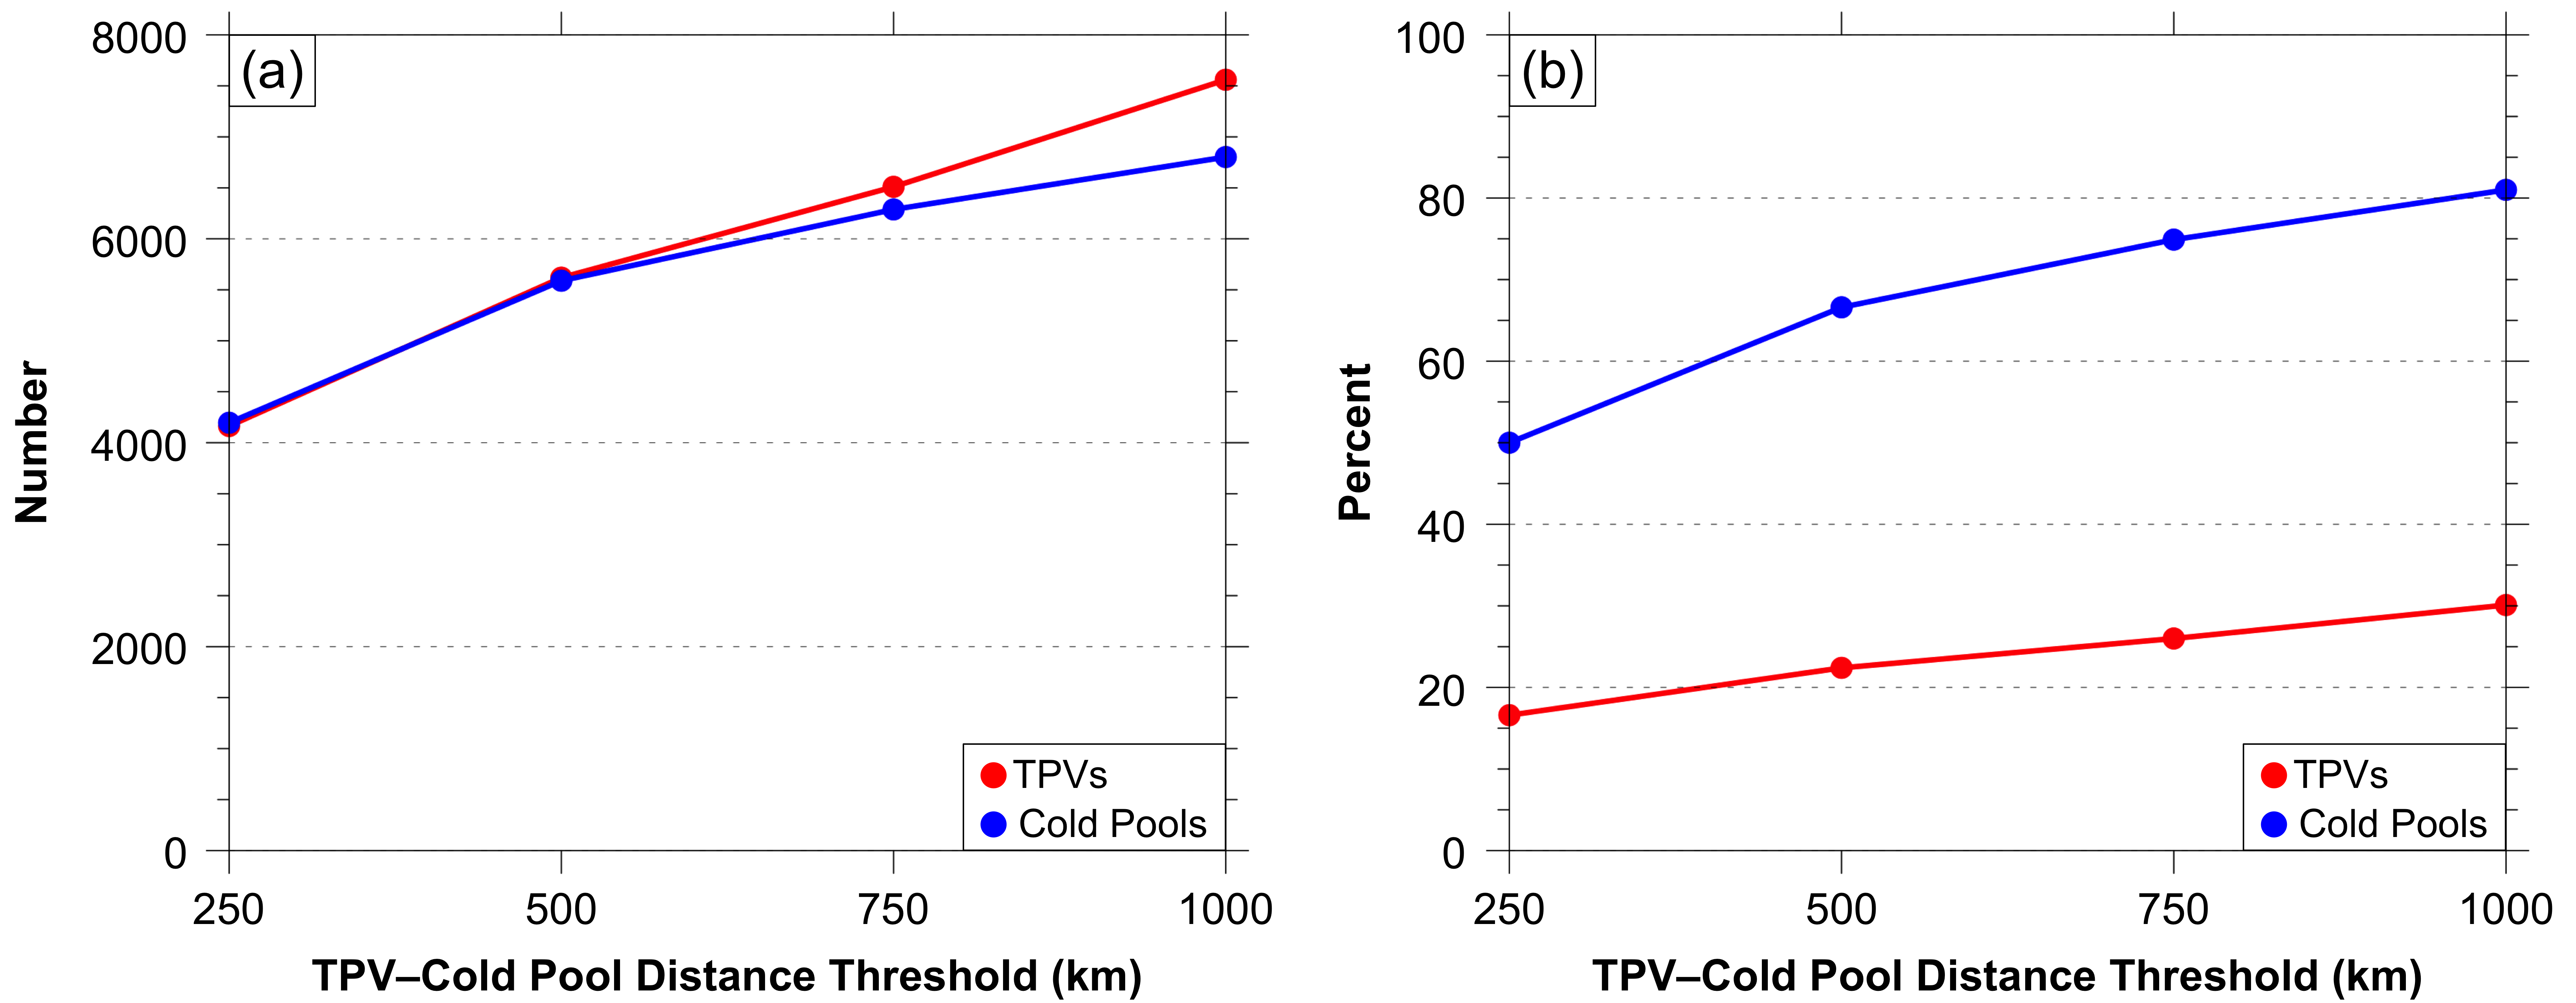 (a)
8000
6000
4000
2000
0
Number
250 500 750 1000
TPV–Cold Pool Distance Threshold (km)
TPVs
Cold Pools
(b)
100
80
60
40
20
0
Percent
250 500 750 1000
TPV–Cold Pool Distance Threshold (km)
TPVs
Cold Pools